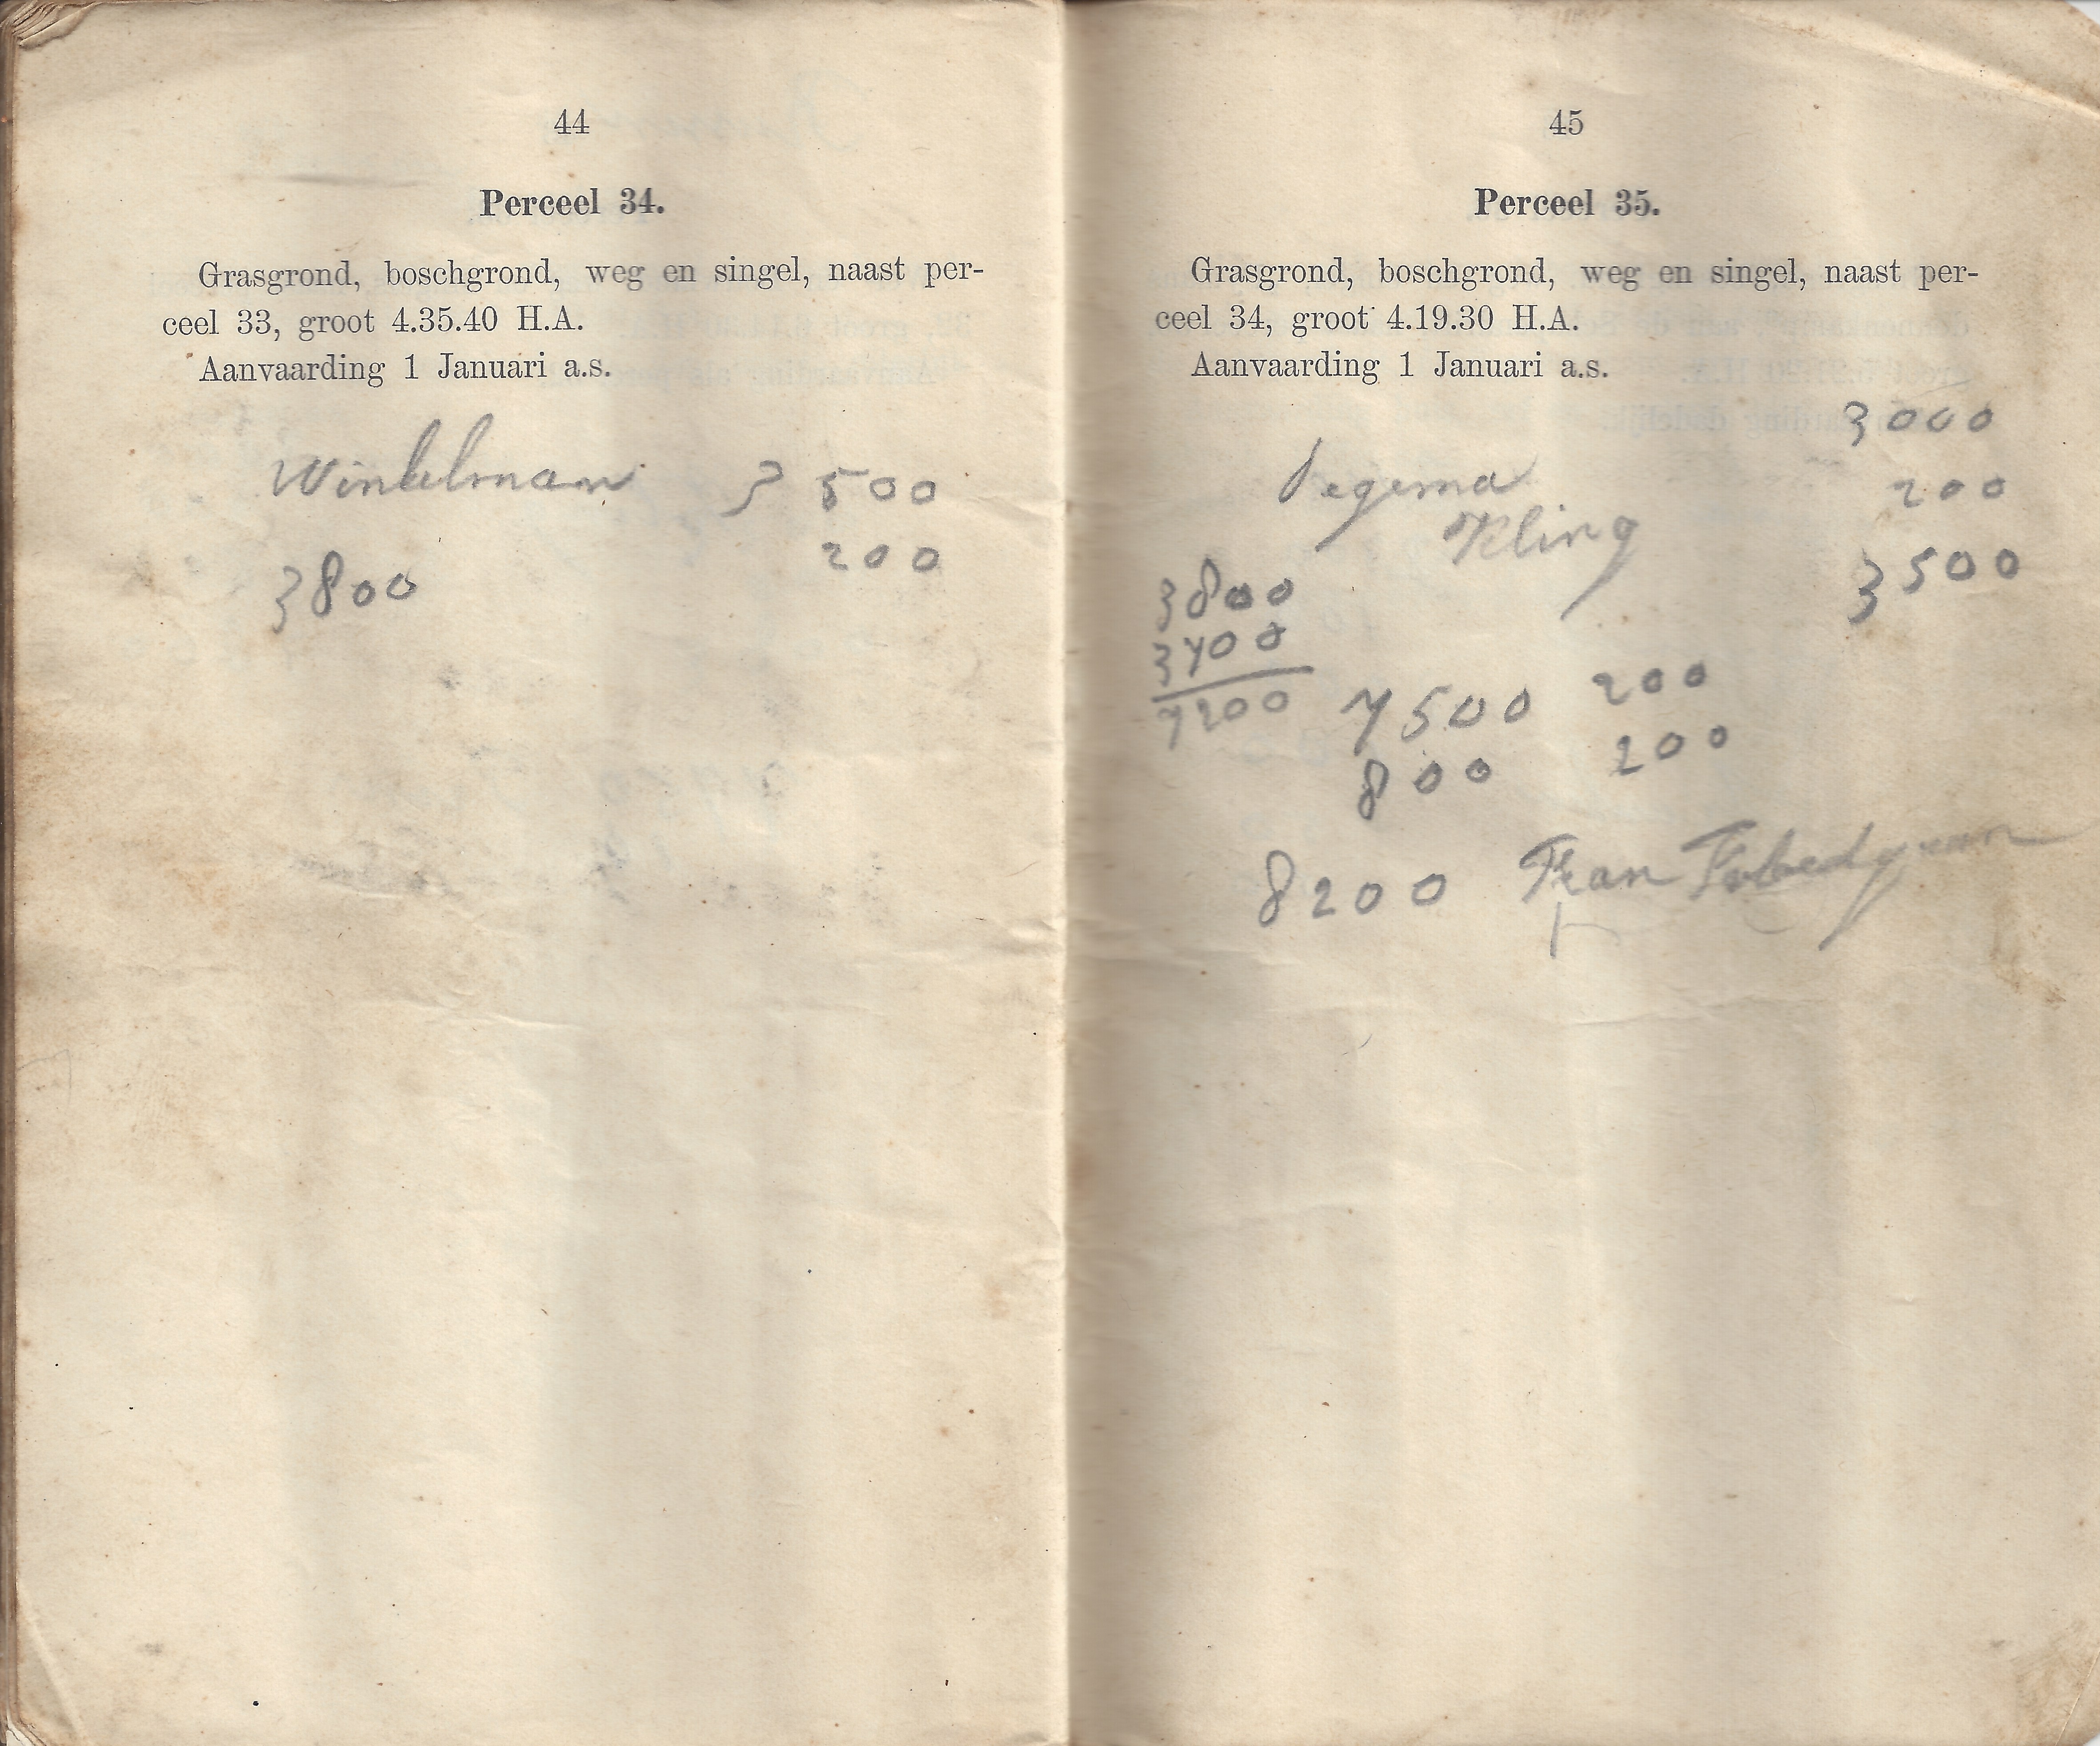 44
Perceel 34.
Grasgrond, boschgrond, weg en singel, naast per-
ceel 33, groot 4.35.40 H.A.
Aanvaarding 1 Januari a.s.
Winkelman 3500
200
3800
45
Perceel 35.
Grasgrond, boschgrond, weg en singel, naast per-
ceel 34, groot 4.19.30 H.A.
Aanvaarding 1 Januari a.s.
3000
200
Kling
3500
3800
3400
7200
7500 200
800 200
8200